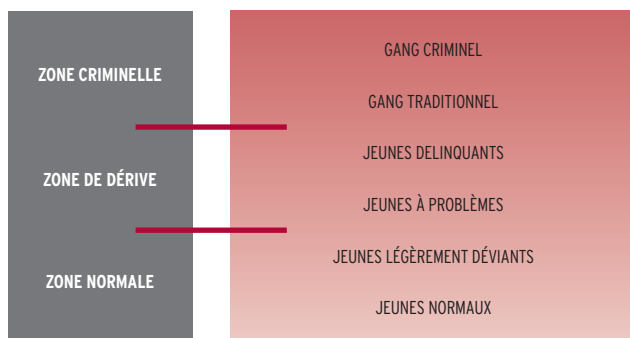 ZONE CRIMINELLE
ZONE DE DÉRIVE
ZONE NORMALE
GANG CRIMINEL
GANG TRADITIONNEL
JEUNES DELINQUANTS
JEUNES À PROBLÈMES
JEUNES LÉGÈREMENT DÉVIANTS
JEUNES NORMAUX